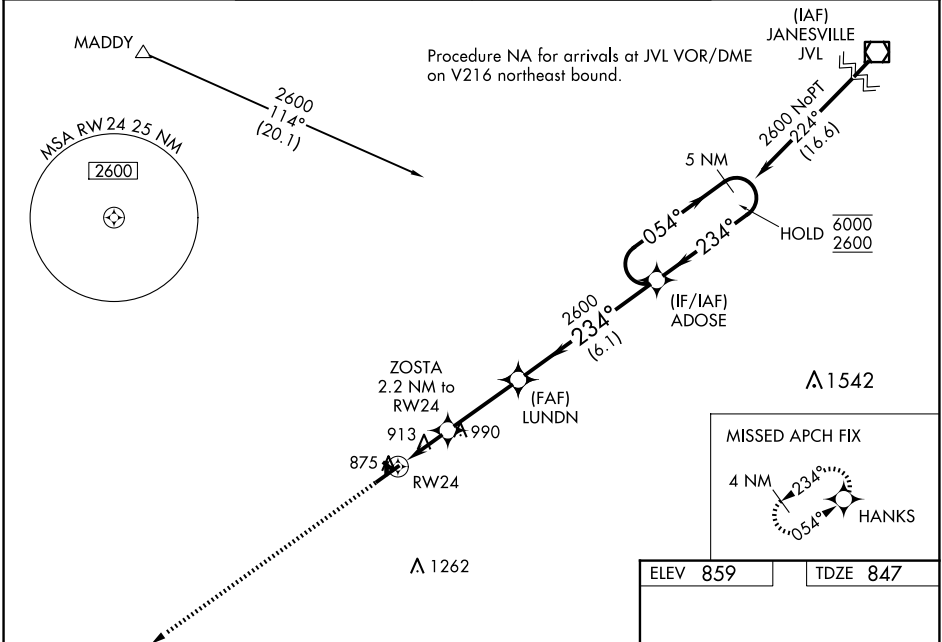 (IAF)
JANESVILLE
JVL
MADDY
Procedure NA for arrivals at JVL VOR/DME
on V216 northeast bound.
2600
114°
(20.1)
2600 NoPT
224°
(16.6)
MSA RW 24 25 NM
2600
5 NM
054°
234°
HOLD
6000
2600
(IF/IAF)
ADOSE
2600
234°
(6.1)
ZOSTA
2.2 NM to
RW24
(FAF)
LUNDN
1542
913
990
875
RW24
MISSED APCH FIX
4 NM
234°
054°
HANKS
1262
ELEV 859
TDZE 847